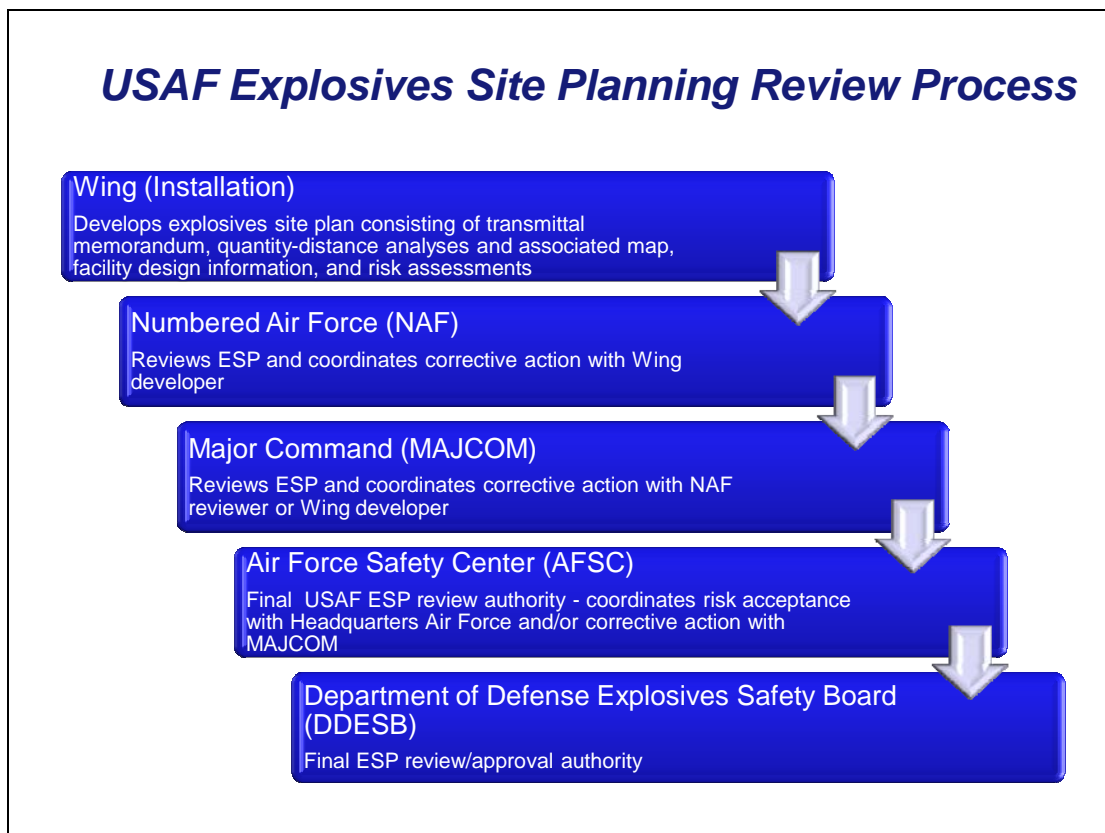 USAF Explosives Site Planning Review Process
Wing (Installation)
Develops explosives site plan consisting of transmittal
memorandum, quantity-distance analyses and associated map,
facility design information, and risk assessments
Numbered Air Force (NAF)
Reviews ESP and coordinates corrective action with Wing
developer
Major Command (MAJCOM)
Reviews ESP and coordinates corrective action with NAF
reviewer or Wing developer
Air Force Safety Center (AFSC)
Final USAF ESP review authority - coordinates risk acceptance
with Headquarters Air Force and/or corrective action with
MAJCOM
Department of Defense Explosives Safety Board
(DDESB)
Final ESP review/approval authority